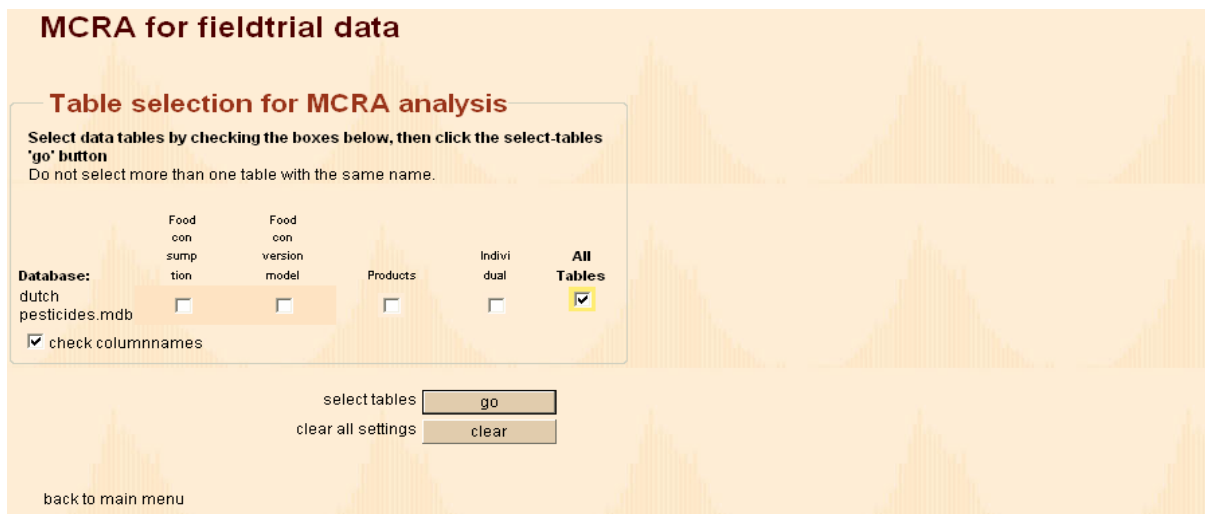 MCRA for fieldtrial data
Table selection for MCRA analysis
Select data tables by checking the boxes below, then click the select-tables
'go' button
Do not select more than one table with the same name.
Food Food
con con
sump version Indivi All
Database: tion model Products dual Tables
dutch
pesticides.mdb
check columnnames
select tables go
clear all settings clear
back to main menu